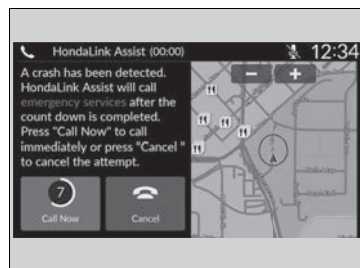 HondaLink Assist (00:00)
12:34
A crash has been detected.
HondaLink Assist will call
emergency services after the
count down is completed.
Press "Call Now" to call
immediately or press "Cancel "
to cancel the attempt.
7
Call Now
Cancel